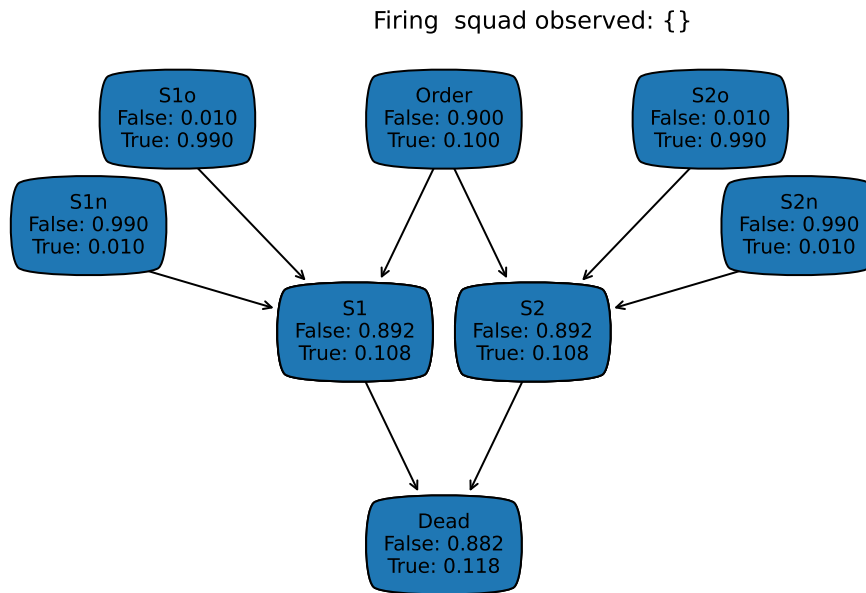 Firing  squad observed: {}
S1o
False: 0.010
True: 0.990
Order
False: 0.900
True: 0.100
S2o
False: 0.010
True: 0.990
S1n
False: 0.990
True: 0.010
S2n
False: 0.990
True: 0.010
S1
False: 0.892
True: 0.108
S2
False: 0.892
True: 0.108
Dead
False: 0.882
True: 0.118